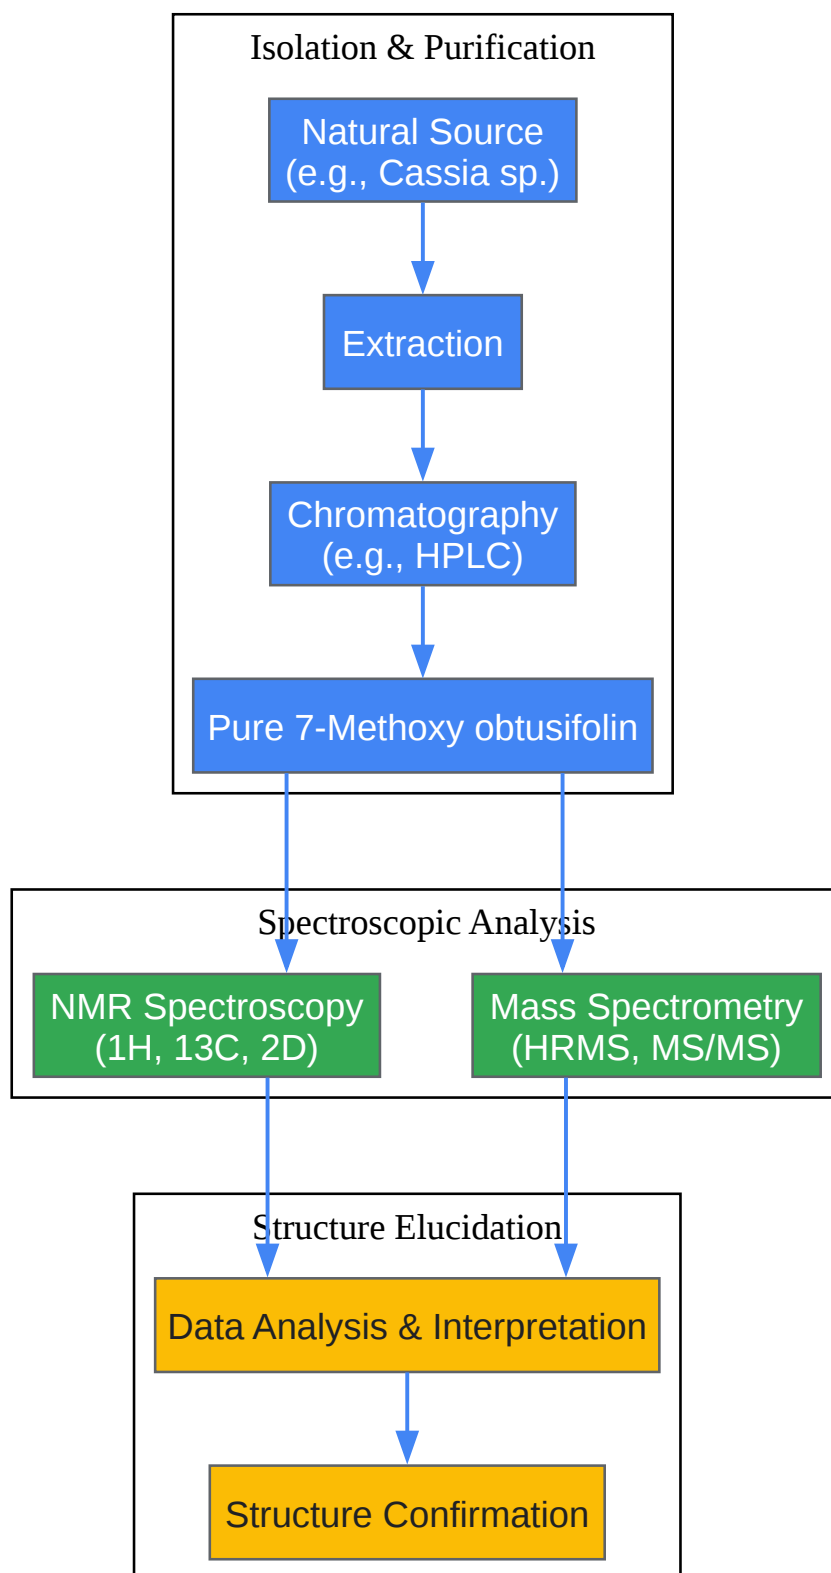 Isolation & Purification
Natural Source
(e.g., Cassia sp.)
Extraction
Chromatography
(e.g., HPLC)
Pure 7-Methoxy obtusifolin
Spectroscopic Analysis
NMR Spectroscopy
(1H, 13C, 2D)
Mass Spectrometry
(HRMS, MS/MS)
Structure Elucidation
Data Analysis & Interpretation
Structure Confirmation